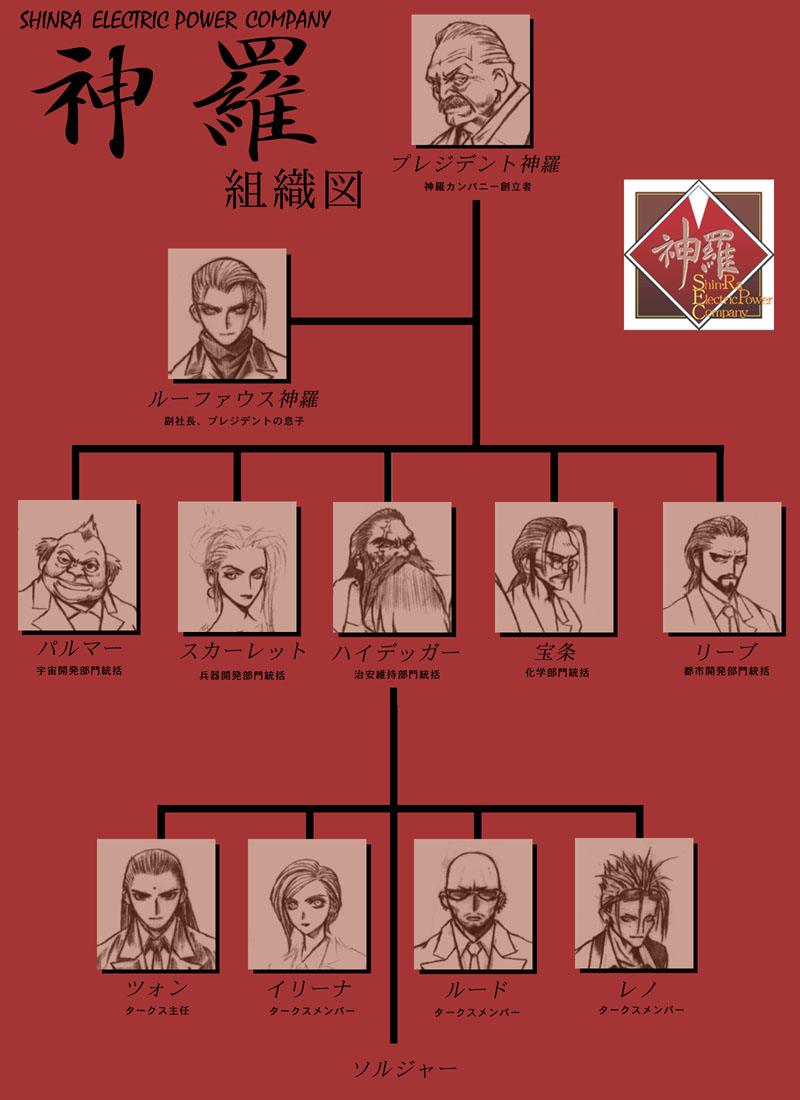 SHINRA ELECTRIC POWER COMPANY
神羅
組織図
プレジデント神羅
神羅カンパニー創立者
神羅
Shin-Ra
Electric Power
Company
ルーファウス神羅
副社長、プレジデントの息子
パルマー
宇宙開発部門統括
スカーレット
兵器開発部門統括
ハイデッガー
治安維持部門統括
宝条
化学部門統括
リーブ
都市開発部門統括
ツォン
タークス主任
イリーナ
タークスメンバー
ルード
タークスメンバー
レノ
タークスメンバー
ソルジャー